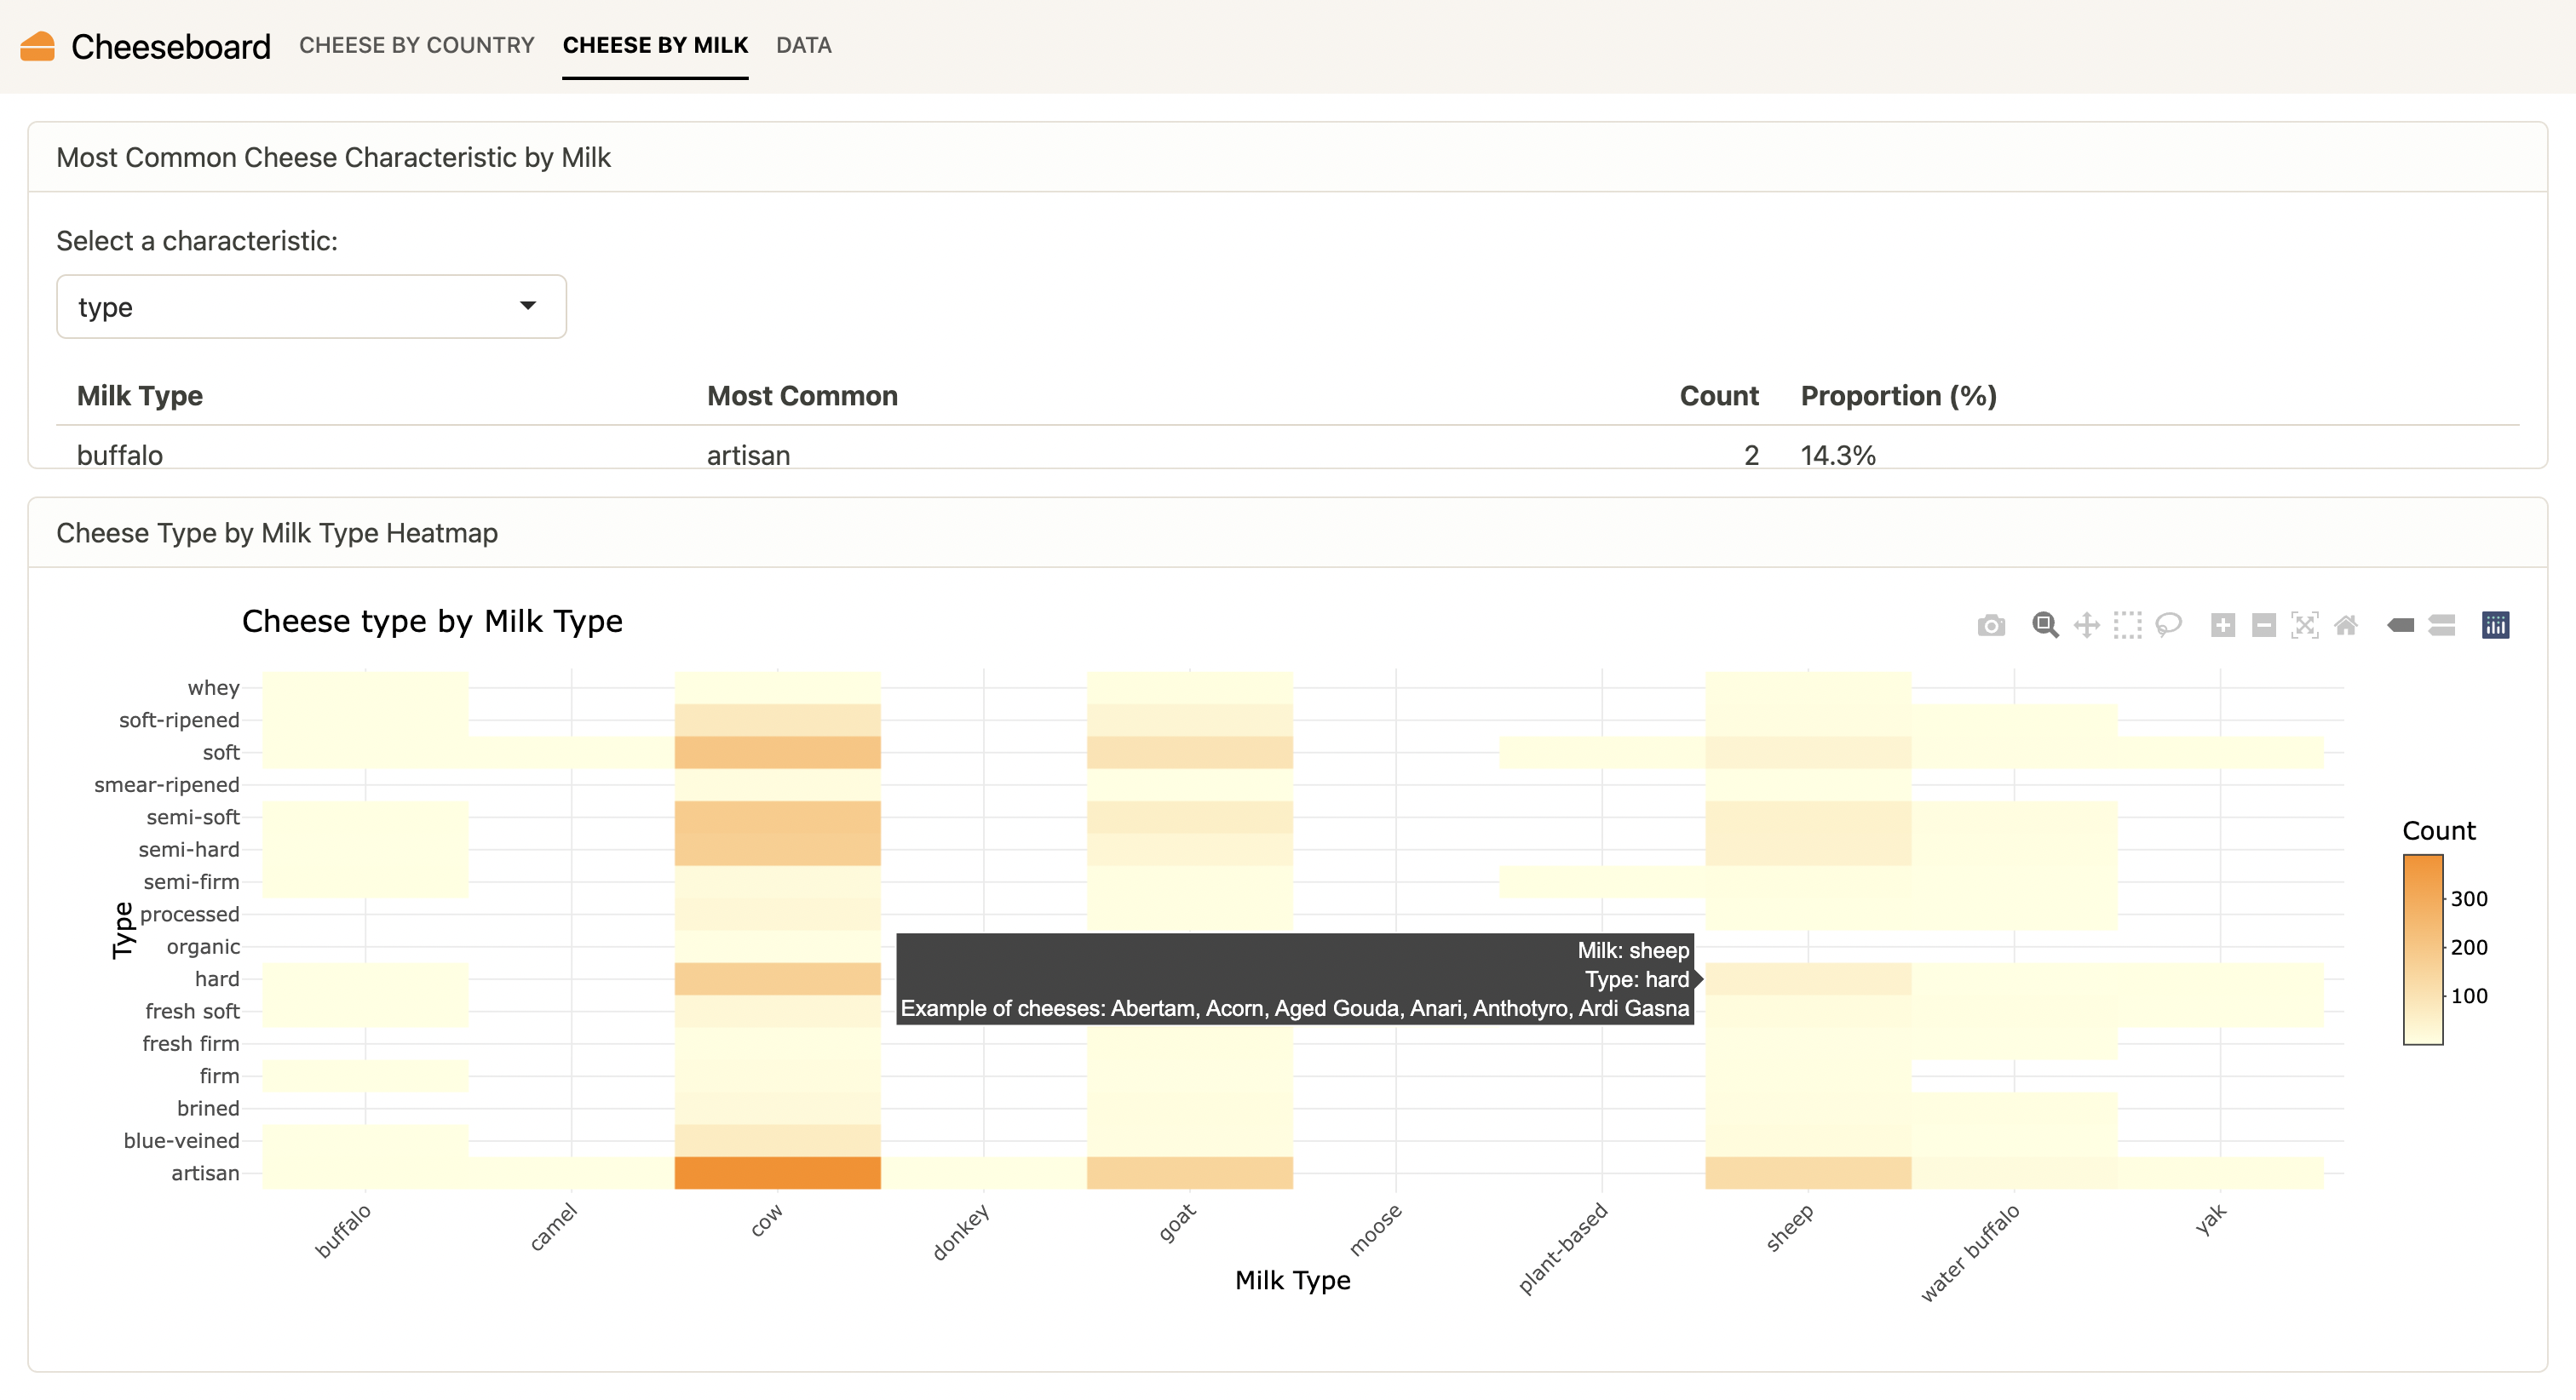 Cheeseboard CHEESE BY COUNTRY CHEESE BY MILK DATA
Most Common Cheese Characteristic by Milk
Select a characteristic:
type
Milk Type Most Common Count Proportion (%)
buffalo artisan 2 14.3%
Cheese Type by Milk Type Heatmap
Cheese type by Milk Type
whey
soft-ripened
soft
smear-ripened
semi-soft
semi-hard
semi-firm
processed
organic
hard
fresh soft
fresh firm
firm
brined
blue-veined
artisan
Type
Milk: sheep
Type: hard
Example of cheeses: Abertam, Acorn, Aged Gouda, Anari, Anthotyro, Ardi Gasna
Count
300
200
100
buffalo
camel
cow
donkey
goat
moose
plant-based
sheep
water buffalo
yak
Milk Type